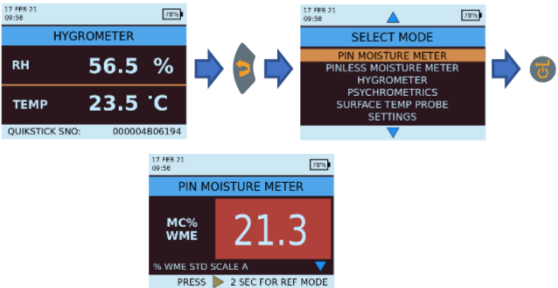 17 FEB 21
09:56
78%
HYGROMETER
RH 56.5 %
TEMP 23.5 °C
QUIKSTICK SNO: 000004B06194
17 FEB 21
09:56
78%
SELECT MODE
PIN MOISTURE METER
PINLESS MOISTURE METER
HYGROMETER
PSYCHROMETRICS
SURFACE TEMP PROBE
SETTINGS
17 FEB 21
09:56
78%
PIN MOISTURE METER
MC%
WME
21.3
% WME STD SCALE A
PRESS 2 SEC FOR REF MODE